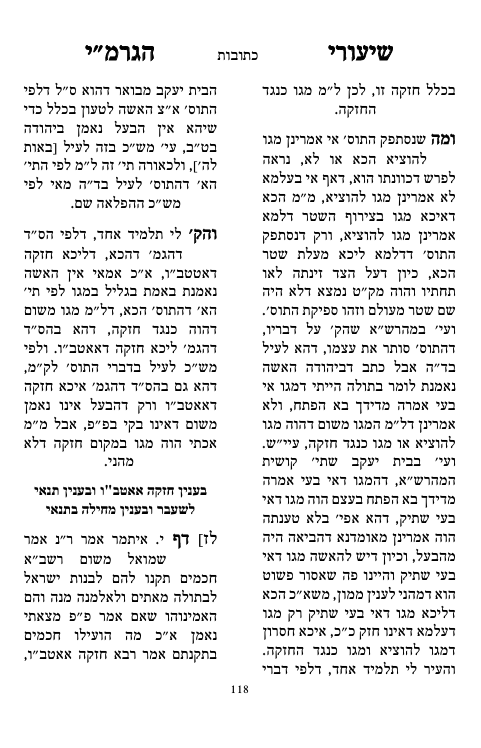 שיעורי
כתובות
הגרמ״י
בכלל חזקה זו, לכן ל״מ מגו כנגד
החזקה.
ומה שנסתפק התוס׳ אי אמרינן מגו
להוציא הכא או לא, נראה
לפרש דכוונתו הוא, דאף אי בעלמא
לא אמרינן מגו להוציא, מ״מ הכא
דאיכא מגו בצירוף השטר דלמא
אמרינן מגו להוציא, ורק דנסתפק
התוס׳ דדלמא ליכא מעלת שטר
הכא, כיון דעל הצד זינתה לאו
תחתיו והוה מק״ט נמצא דלא היה
שם שטר מעולם וזהו ספיקת התוס׳.
ועי׳ במהרש״א שהק׳ על דבריו,
דהתוס׳ סותר את עצמו, דהא לעיל
בד״ה אבל כתב דביהודה האשה
נאמנת לומר בתולה הייתי דמגו אי
בעי אמרה מדידך בא הפתח, ולא
אמרינן דל״מ המגו משום דהוה מגו
להוציא או מגו כנגד חזקה, עיי״ש.
ועי׳ בבית יעקב שתי׳ קושית
המהרש״א, דהמגו דאי בעי אמרה
מדידך בא הפתח בעצם הוה מגו דאי
בעי שתיק, דהא אפי׳ בלא טענתה
הוה אמרינן מאומדנא דהביאה היה
מהבעל, וכיון דיש להאשה מגו דאי
בעי שתיק והיינו פה שאסור פשוט
הוא דמהני לענין ממון, משא״כ הכא
דליכא מגו דאי בעי שתיק רק מגו
דעלמא דאינו חזק כ״כ, איכא חסרון
דמגו להוציא ומגו כנגד החזקה.
והעיר לי תלמיד אחד, דלפי דברי
הבית יעקב מבואר דהוא ס״ל דלפי
התוס׳ א״צ האשה לטעון בכלל כדי
שיהא אין הבעל נאמן ביהודה
בט״ב, עי׳ מש״כ בזה לעיל [באות
לה׳], ולכאורה תי׳ זה ל״מ לפי התי׳
הא׳ דהתוס׳ לעיל בד״ה מאי לפי
מש״כ ההפלאה שם.
והק׳ לי תלמיד אחד, דלפי הס״ד
דהגמ׳ דהכא, דליכא חזקה
דאטטב״ו, א״כ אמאי אין האשה
נאמנת באמת בגליל במגו לפי תי׳
הא׳ דהתוס׳ הכא, דל״מ מגו משום
דהוה כנגד חזקה, דהא בהס״ד
דהגמ׳ ליכא חזקה דאאטב״ו. ולפי
מש״כ לעיל בדברי התוס׳ לק״מ,
דהא גם בהס״ד דהגמ׳ איכא חזקה
דאאטב״ו ורק דהבעל אינו נאמן
משום דאינו בקי בפ״פ, אבל מ״מ
אכתי הוה מגו במקום חזקה דלא
מהני.
בענין חזקה אאטב"ו ובענין תנאי
לשעבר ובענין מחילה בתנאי
לז] דף י. איתמר אמר ר״נ אמר
שמואל משום רשב״א
חכמים תקנו להם לבנות ישראל
לבתולה מאתים ולאלמנה מנה והם
האמינוהו שאם אמר פ״פ מצאתי
נאמן א״כ מה הועילו חכמים
בתקנתם אמר רבא חזקה אאטב״ו,
118